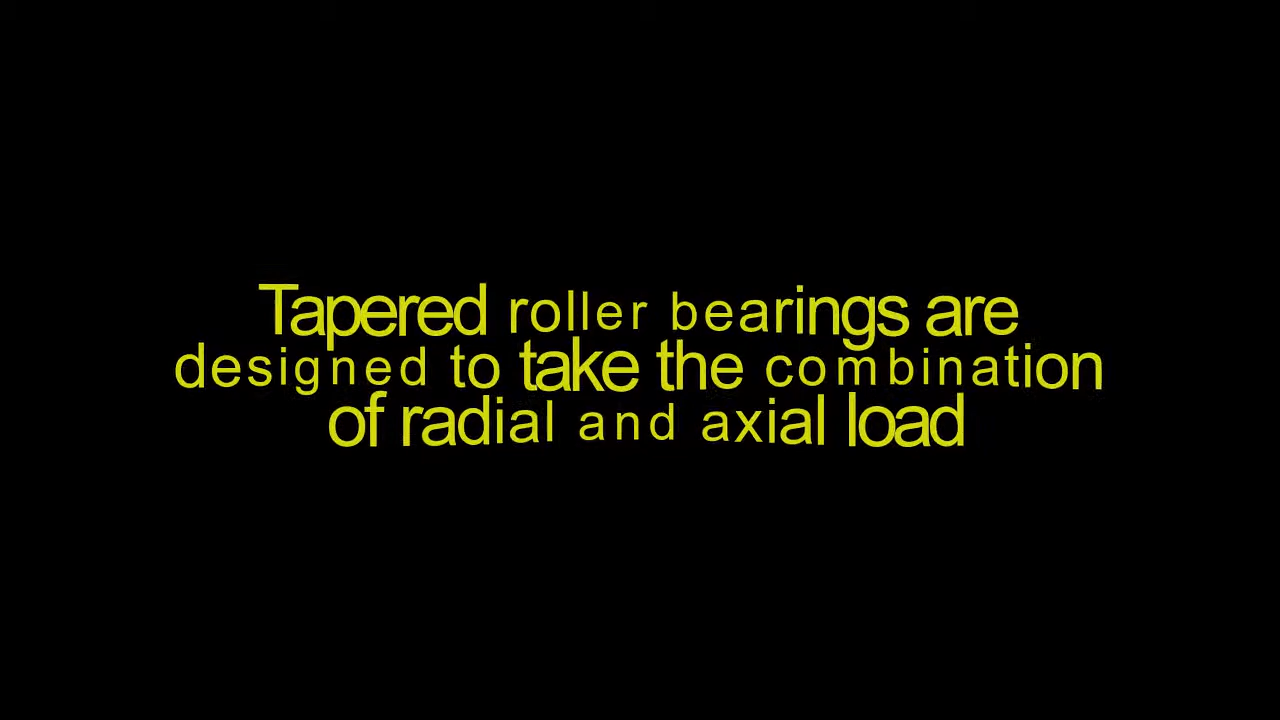 Tapered roller bearings are
designed to take the combination
of radial and axial load